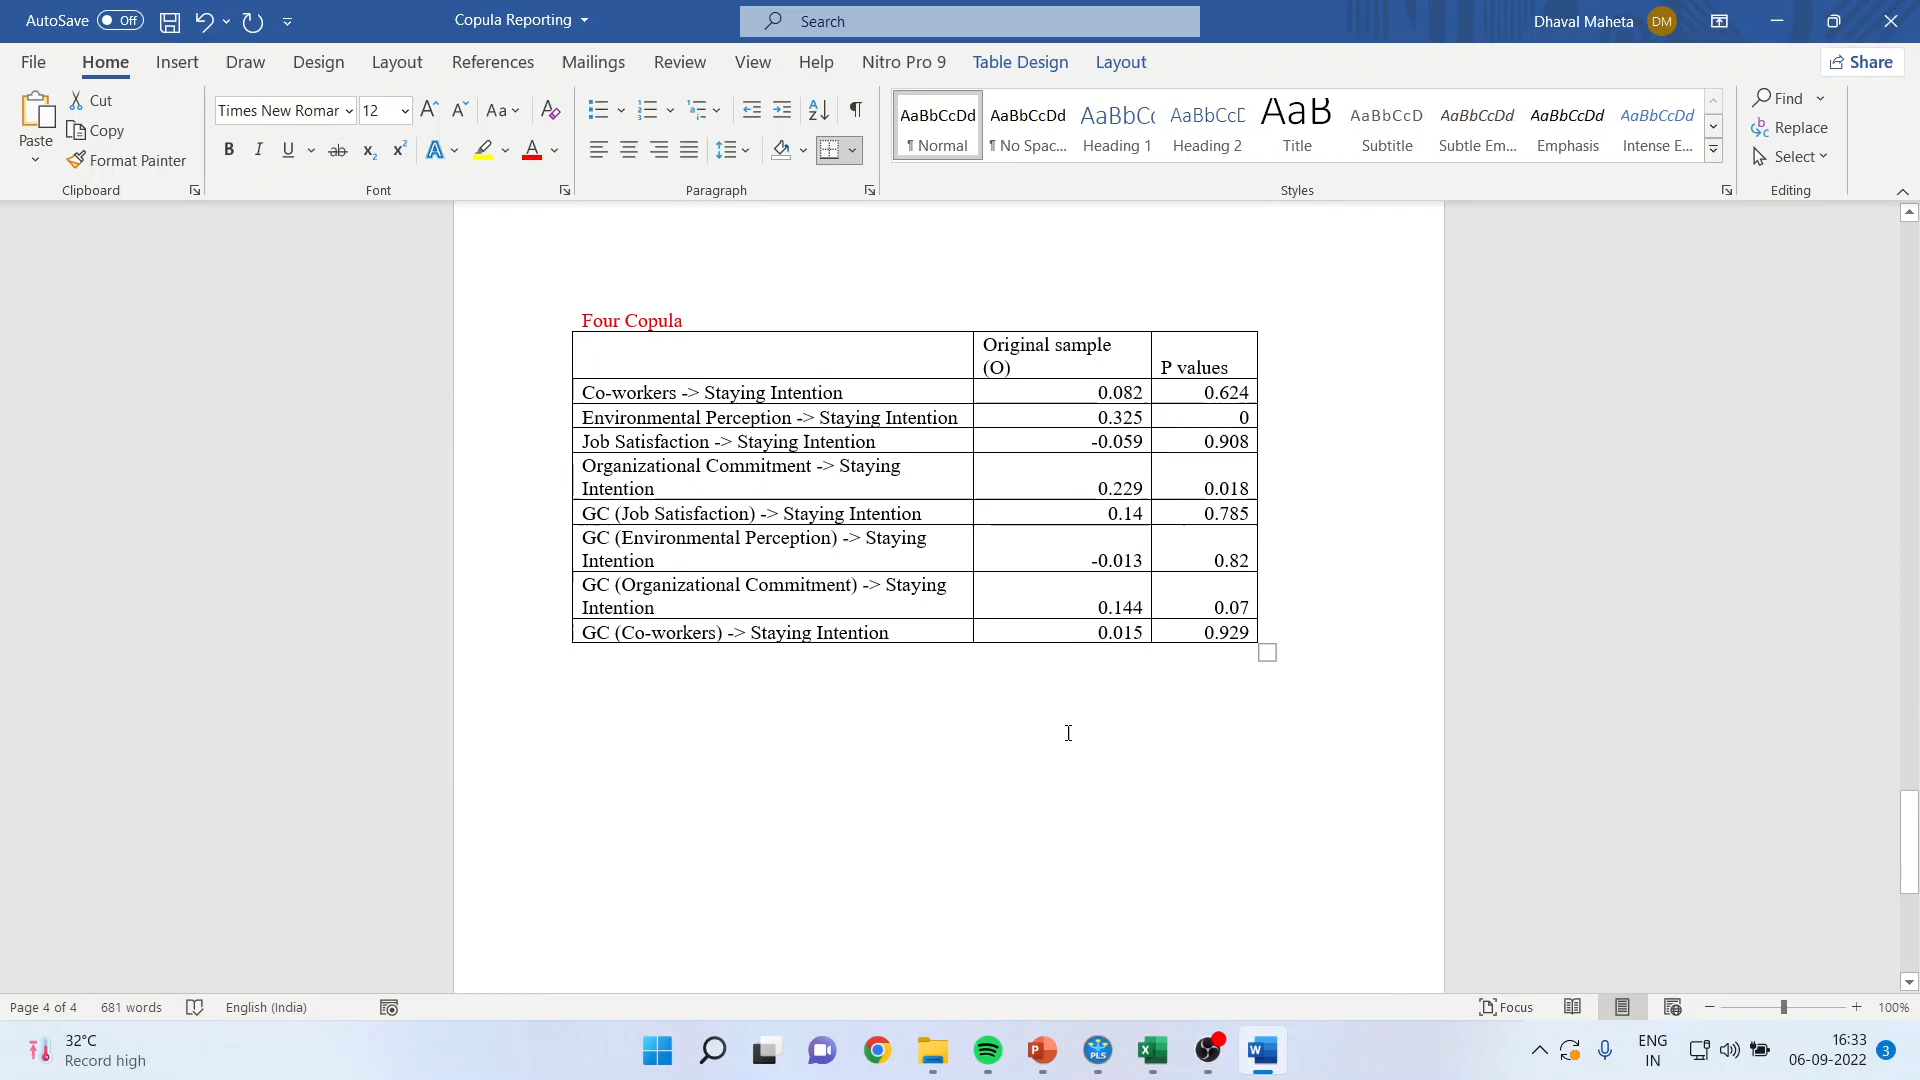 AutoSave Off Copula Reporting Search Dhaval Maheta DM
File Home Insert Draw Design Layout References Mailings Review View Help Nitro Pro 9 Table Design Layout Share
Paste Cut Copy Format Painter Clipboard
Times New Romar 12 Aa Font
Paragraph
AaBbCcDd AaBbCcDd AaBbCc AaBbCcD AaB AaBbCcD AaBbCcDd AaBbCcDd AaBbCcDd
¶ Normal ¶ No Spac... Heading 1 Heading 2 Title Subtitle Subtle Em... Emphasis Intense E...
Styles
Find Replace Select Editing
Four Copula
Original sample (O) P values
Co-workers -> Staying Intention 0.082 0.624
Environmental Perception -> Staying Intention 0.325 0
Job Satisfaction -> Staying Intention -0.059 0.908
Organizational Commitment -> Staying
Intention 0.229 0.018
GC (Job Satisfaction) -> Staying Intention 0.14 0.785
GC (Environmental Perception) -> Staying
Intention -0.013 0.82
GC (Organizational Commitment) -> Staying
Intention 0.144 0.07
GC (Co-workers) -> Staying Intention 0.015 0.929
Page 4 of 4 681 words English (India) Focus 100%
32°C
Record high
PLS
ENG
IN
16:33
06-09-2022
3